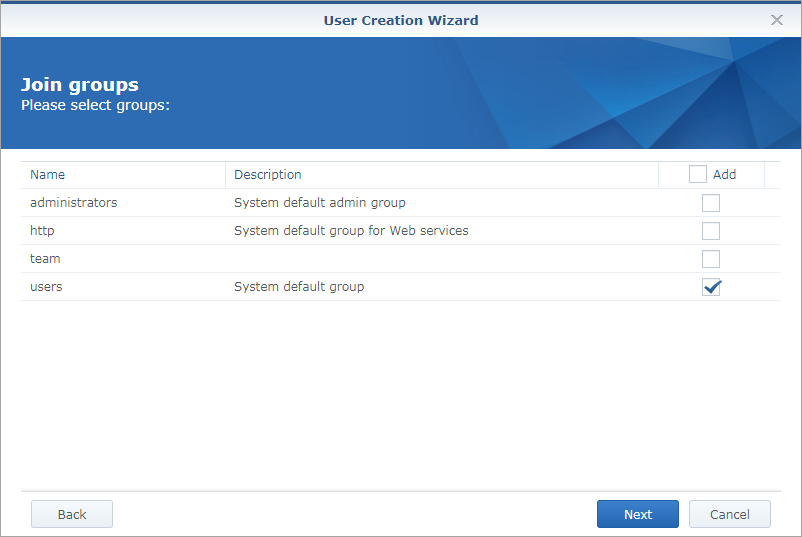 User Creation Wizard
Join groups
Please select groups:
Name Description Add
administrators System default admin group
http System default group for Web services
team
users System default group
Back Next Cancel